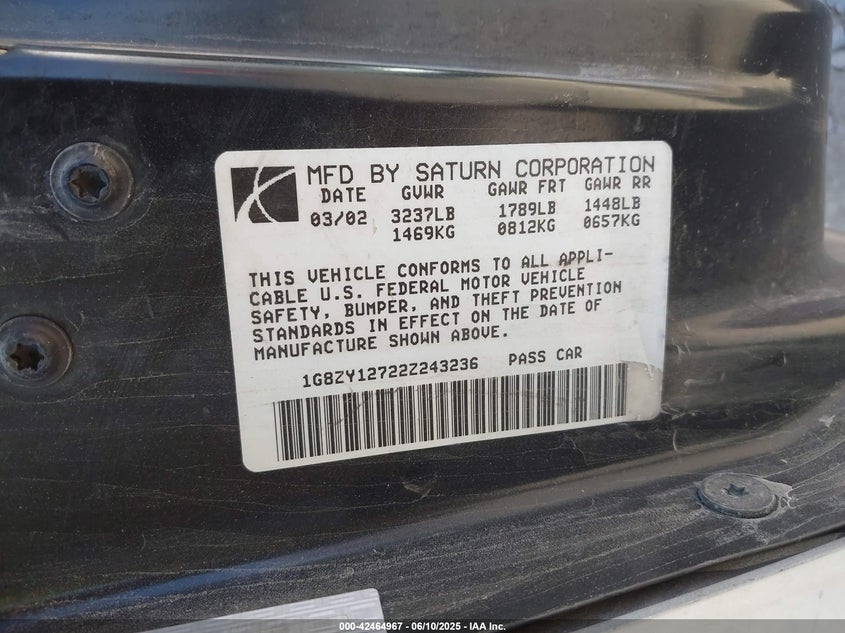 MFD BY SATURN CORPORATION
DATE GVWR GAWR FRT GAWR RR
03/02 3237LB 1789LB 1448LB
1469KG 0812KG 0657KG
THIS VEHICLE CONFORMS TO ALL APPLI-
CABLE U.S. FEDERAL MOTOR VEHICLE
SAFETY, BUMPER, AND THEFT PREVENTION
STANDARDS IN EFFECT ON THE DATE OF
MANUFACTURE SHOWN ABOVE.
1G8ZY12722Z243236 PASS CAR
000-42464967 - 06/10/2025 - IAA Inc.